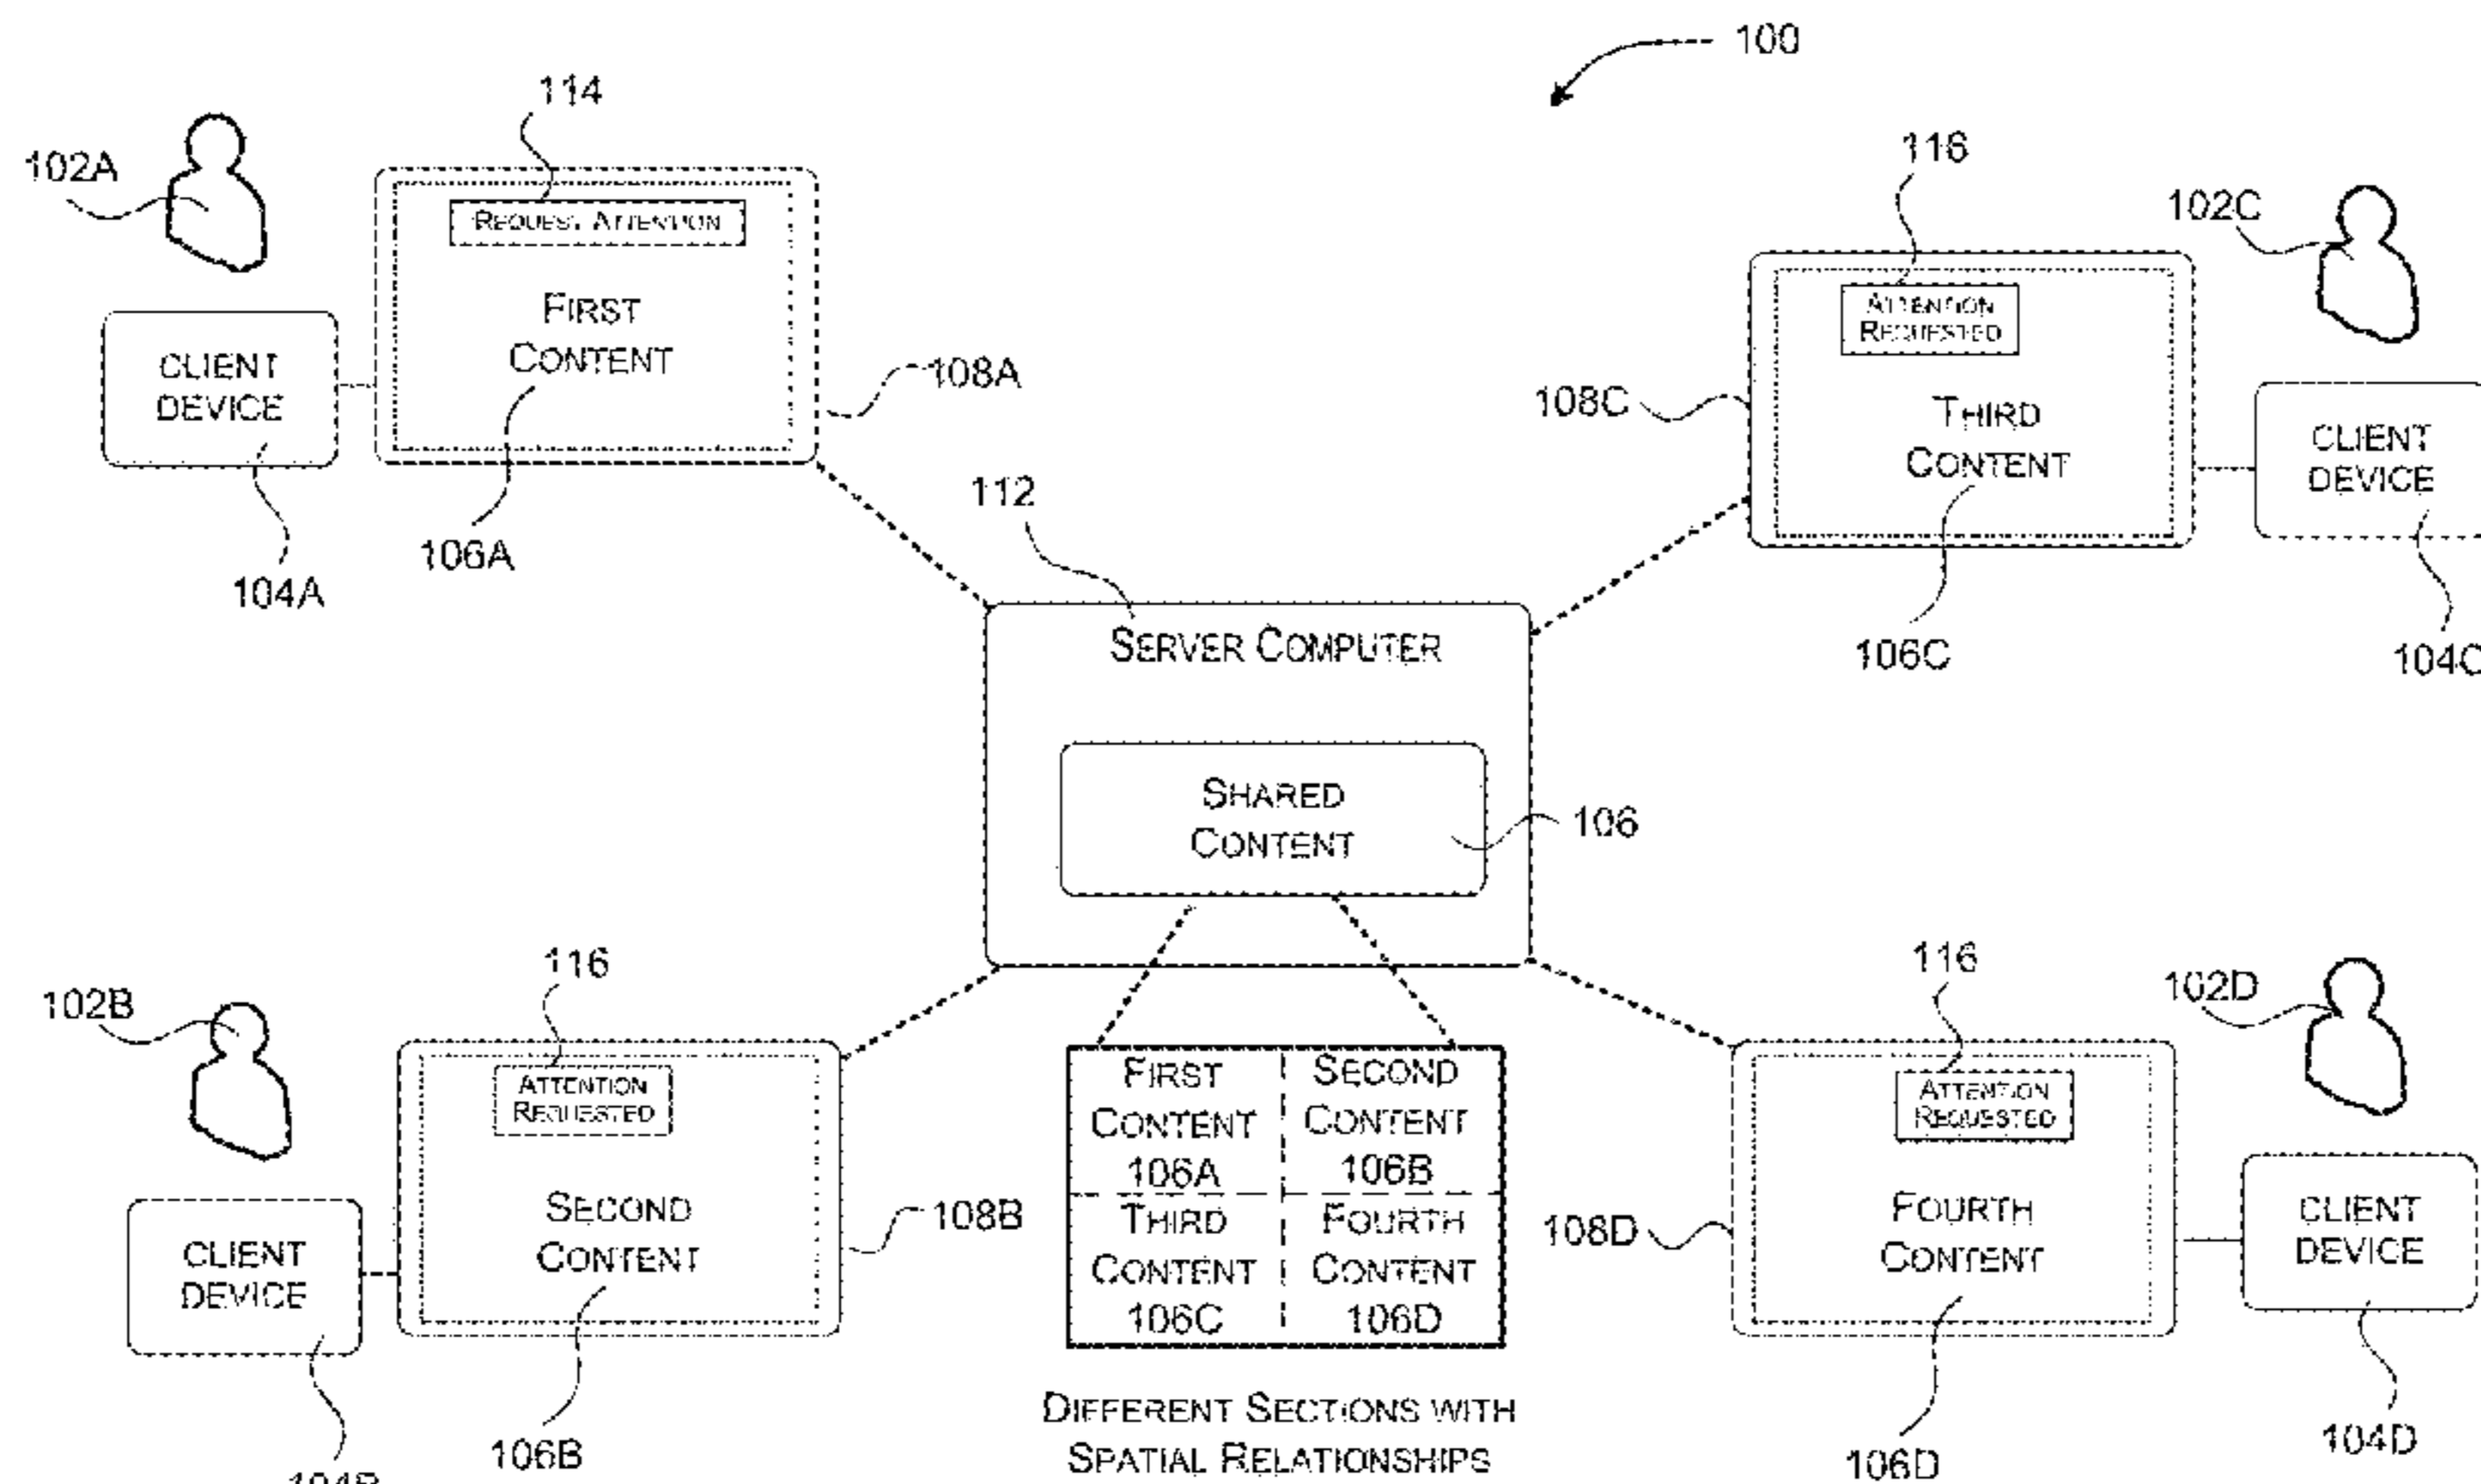 100
114
102A
REQUEST ATTENTION
FIRST
CONTENT
CLIENT
DEVICE
108A
106A
104A
116
102C
ATTENTION
REQUESTED
108C
THIRD
CONTENT
CLIENT
DEVICE
106C
104C
112
SERVER COMPUTER
SHARED
CONTENT
106
116
102B
ATTENTION
REQUESTED
SECOND
CONTENT
CLIENT
DEVICE
108B
106B
FIRST
CONTENT
106A
SECOND
CONTENT
106B
THIRD
CONTENT
106C
FOURTH
CONTENT
106D
DIFFERENT SECTIONS WITH
SPATIAL RELATIONSHIPS
116
102D
ATTENTION
REQUESTED
108D
FOURTH
CONTENT
CLIENT
DEVICE
106D
104D